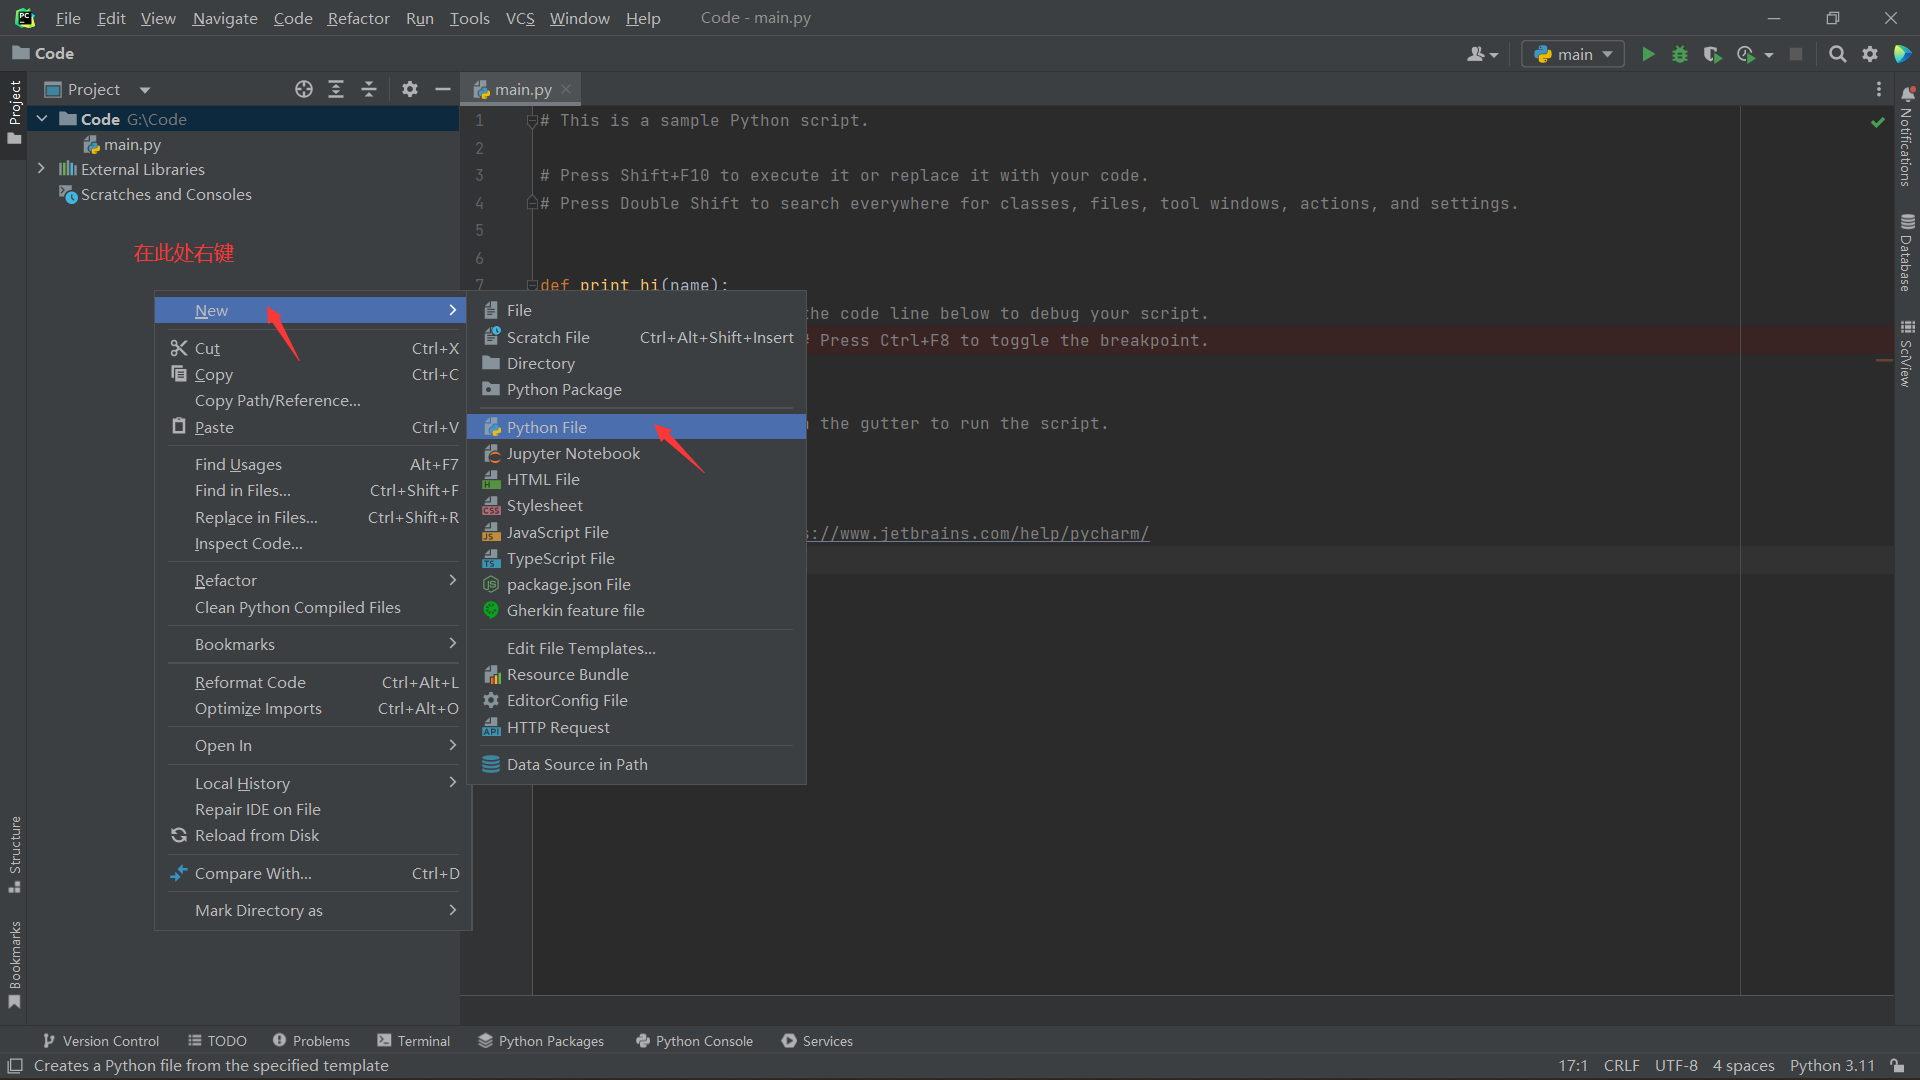 File Edit View Navigate Code Refactor Run Tools VCS Window Help Code - main.py
Code
main
Project
main.py
Project
Code G:\Code
main.py
External Libraries
Scratches and Consoles
在此处右键
1 # This is a sample Python script.
2
3 # Press Shift+F10 to execute it or replace it with your code.
4 # Press Double Shift to search everywhere for classes, files, tool windows, actions, and settings.
5
6
7 def print_hi(name):
the code line below to debug your script.
Press Ctrl+F8 to toggle the breakpoint.
the gutter to run the script.
://www.jetbrains.com/help/pycharm/
New
Cut Ctrl+X
Copy Ctrl+C
Copy Path/Reference...
Paste Ctrl+V
Find Usages Alt+F7
Find in Files... Ctrl+Shift+F
Replace in Files... Ctrl+Shift+R
Inspect Code...
Refactor
Clean Python Compiled Files
Bookmarks
Reformat Code Ctrl+Alt+L
Optimize Imports Ctrl+Alt+O
Open In
Local History
Repair IDE on File
Reload from Disk
Compare With... Ctrl+D
Mark Directory as
File
Scratch File Ctrl+Alt+Shift+Insert
Directory
Python Package
Python File
Jupyter Notebook
HTML File
Stylesheet
JavaScript File
TypeScript File
package.json File
Gherkin feature file
Edit File Templates...
Resource Bundle
EditorConfig File
HTTP Request
Data Source in Path
Notifications
Database
SciView
Structure
Bookmarks
Version Control TODO Problems Terminal Python Packages Python Console Services
Creates a Python file from the specified template 17:1 CRLF UTF-8 4 spaces Python 3.11